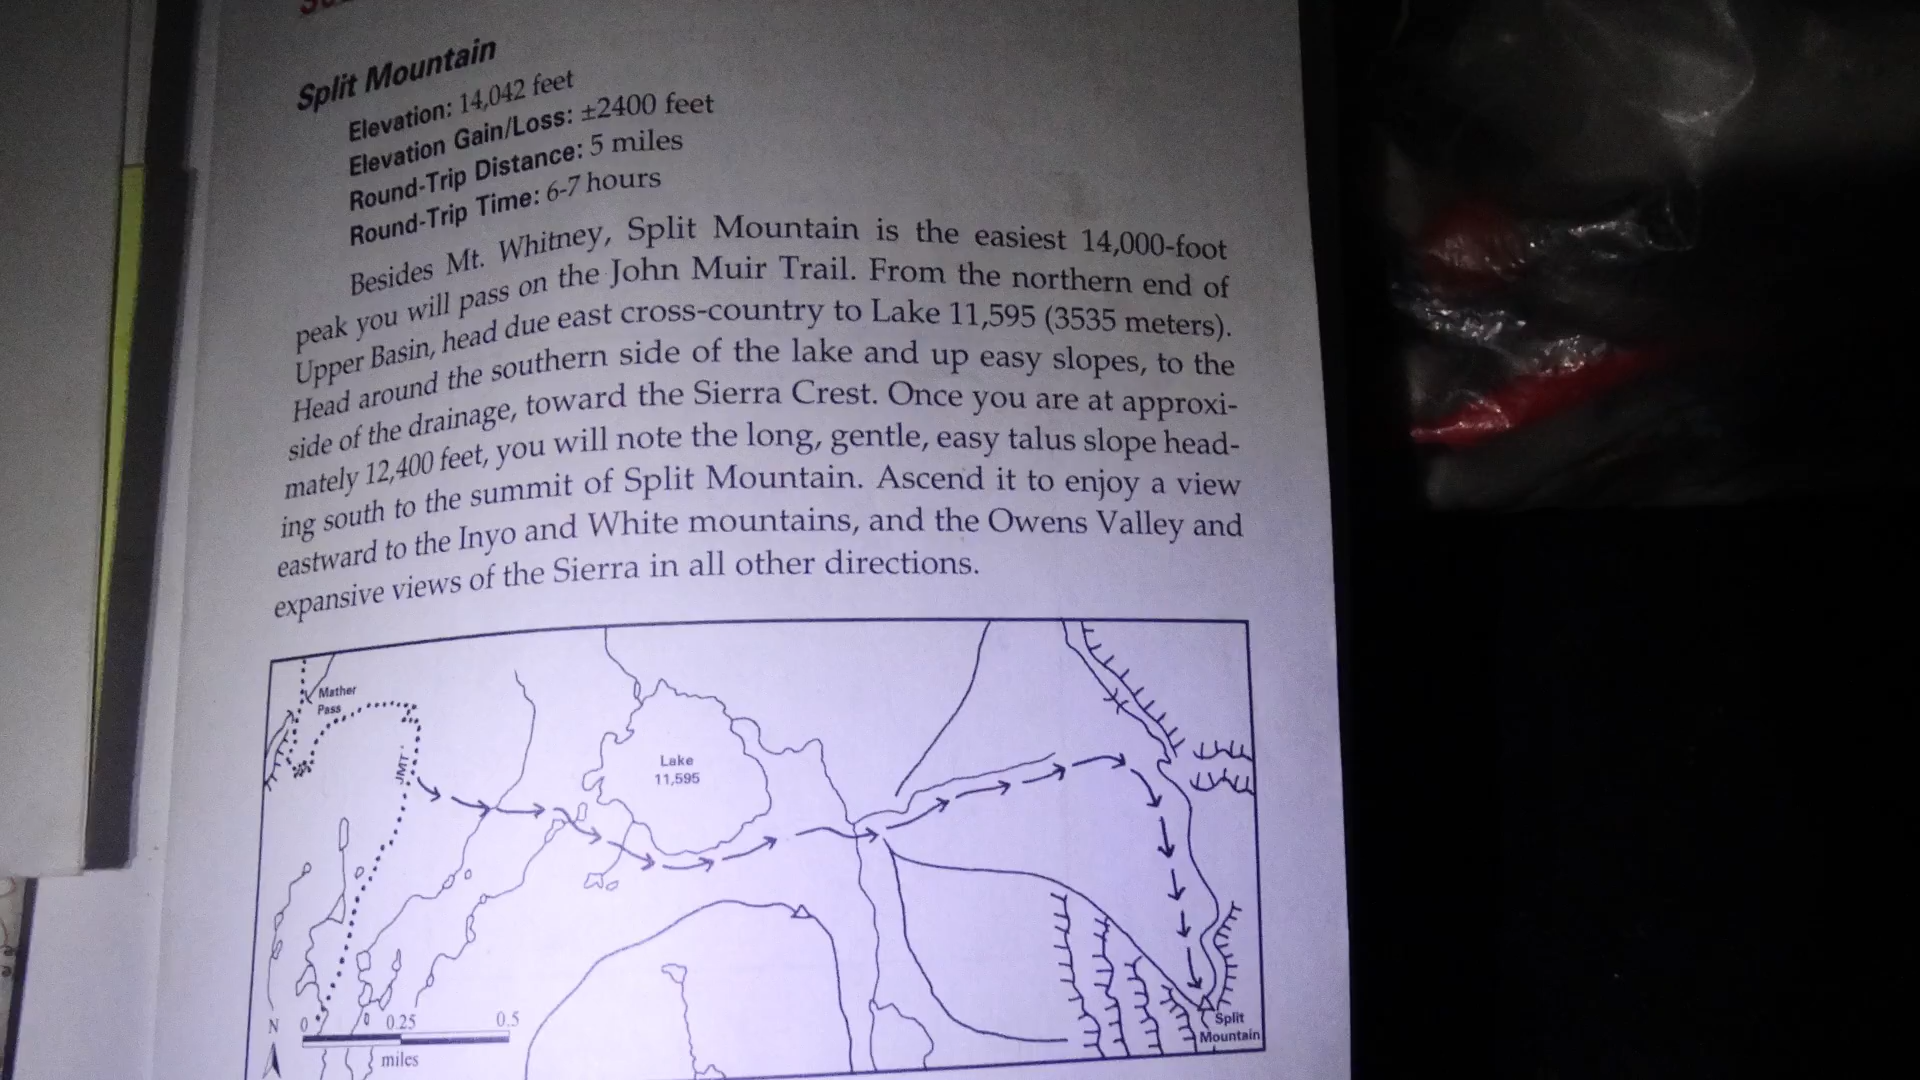 Split Mountain
Elevation: 14,042 feet
Elevation Gain/Loss: ±2400 feet
Round-Trip Distance: 5 miles
Round-Trip Time: 6-7 hours
Besides Mt. Whitney, Split Mountain is the easiest 14,000-foot
peak you will pass on the John Muir Trail. From the northern end of
Upper Basin, head due east cross-country to Lake 11,595 (3535 meters).
Head around the southern side of the lake and up easy slopes, to the
side of the drainage, toward the Sierra Crest. Once you are at approxi-
mately 12,400 feet, you will note the long, gentle, easy talus slope head-
ing south to the summit of Split Mountain. Ascend it to enjoy a view
eastward to the Inyo and White mountains, and the Owens Valley and
expansive views of the Sierra in all other directions.
Mather
Pass
JMT
Lake
11,595
N
0 0.25 0.5
miles
Split
Mountain